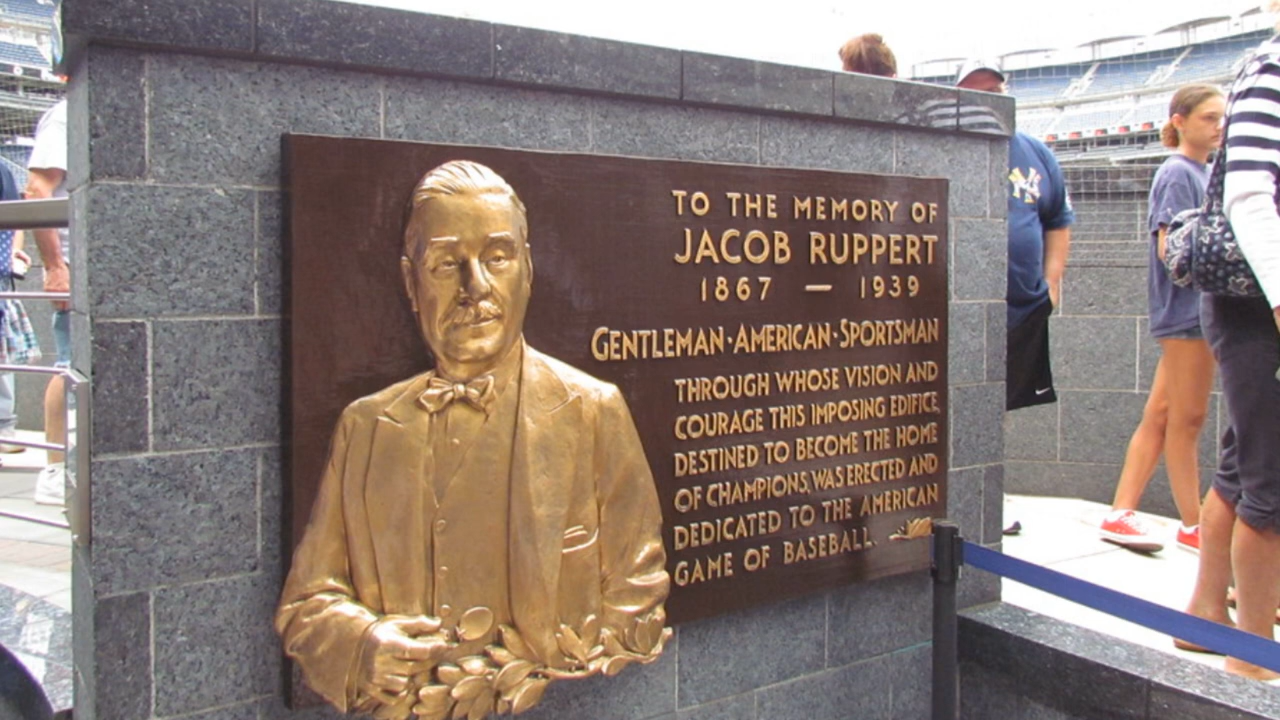 TO THE MEMORY OF
JACOB RUPPERT
1867 — 1939
GENTLEMAN · AMERICAN · SPORTSMAN
THROUGH WHOSE VISION AND
COURAGE THIS IMPOSING EDIFICE,
DESTINED TO BECOME THE HOME
OF CHAMPIONS, WAS ERECTED AND
DEDICATED TO THE AMERICAN
GAME OF BASEBALL.
NY